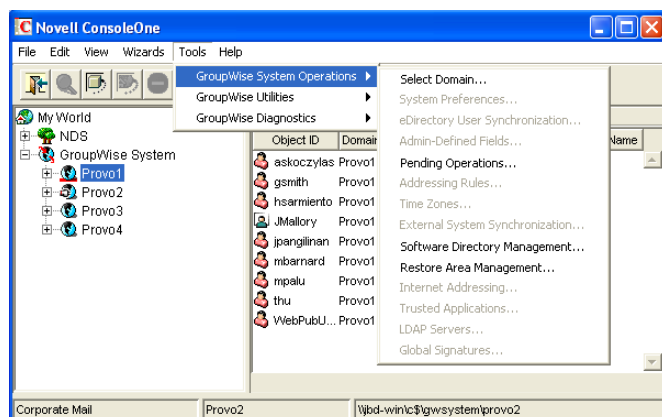 Novell ConsoleOne
File Edit View Wizards Tools Help
GroupWise System Operations
GroupWise Utilities
GroupWise Diagnostics
Select Domain...
System Preferences...
eDirectory User Synchronization...
Admin-Defined Fields...
Pending Operations...
Addressing Rules...
Time Zones...
External System Synchronization...
Software Directory Management...
Restore Area Management...
Internet Addressing...
Trusted Applications...
LDAP Servers...
Global Signatures...
My World
NDS
GroupWise System
Provo1
Provo2
Provo3
Provo4
Object ID Domain Name
askoczylas Provo1
gsmith Provo1
hsarmiento Provo1
JMallory Provo1
jpangilinan Provo1
mbarnard Provo1
mpalu Provo1
thu Provo1
WebPubU... Provo1
Corporate Mail Provo2 \\jbd-win\c$\gwsystem\provo2